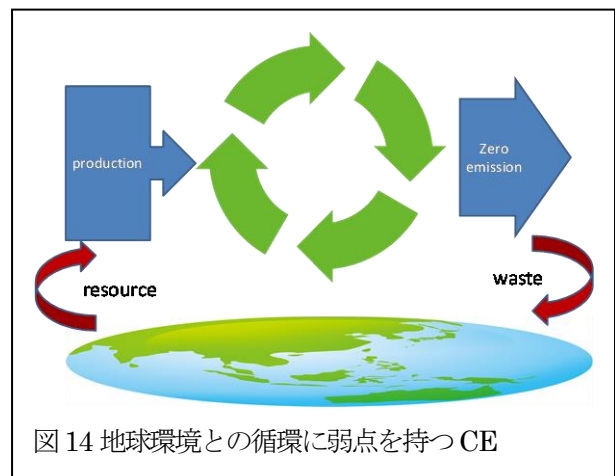 production
Zero
emission
resource
waste
図 14 地球環境との循環に弱点を持つ CE